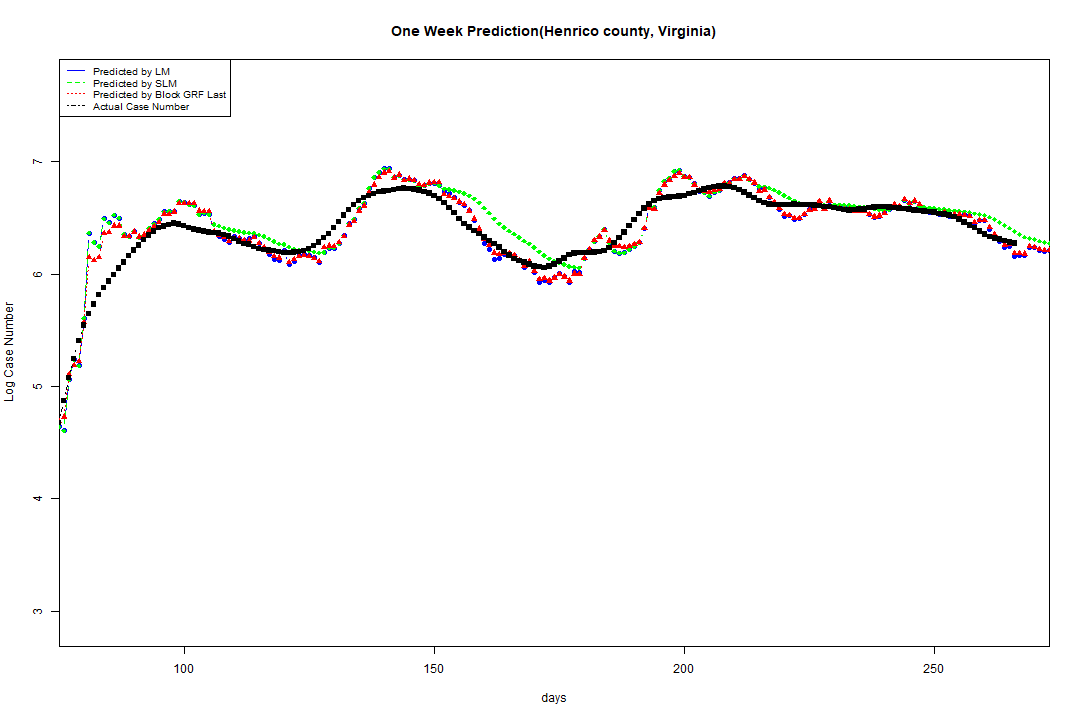 One Week Prediction(Henrico county, Virginia)
Predicted by LM
Predicted by SLM
Predicted by Block GRF Last
Actual Case Number
7
6
5
4
3
Log Case Number
100 150 200 250
days